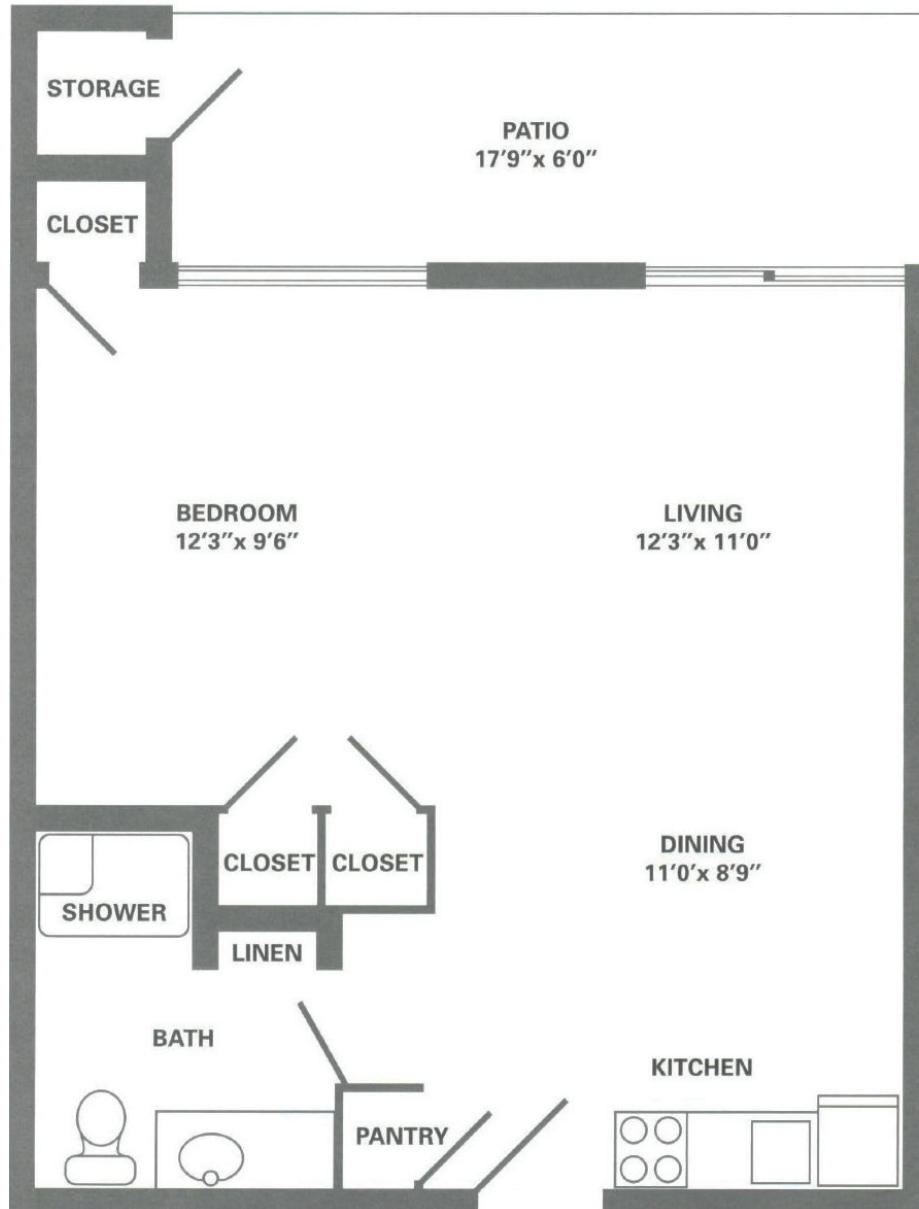 STORAGE
PATIO
17'9"x 6'0"
CLOSET
BEDROOM
12'3"x 9'6"
LIVING
12'3"x 11'0"
CLOSET
CLOSET
DINING
11'0'x 8'9"
SHOWER
LINEN
BATH
KITCHEN
PANTRY